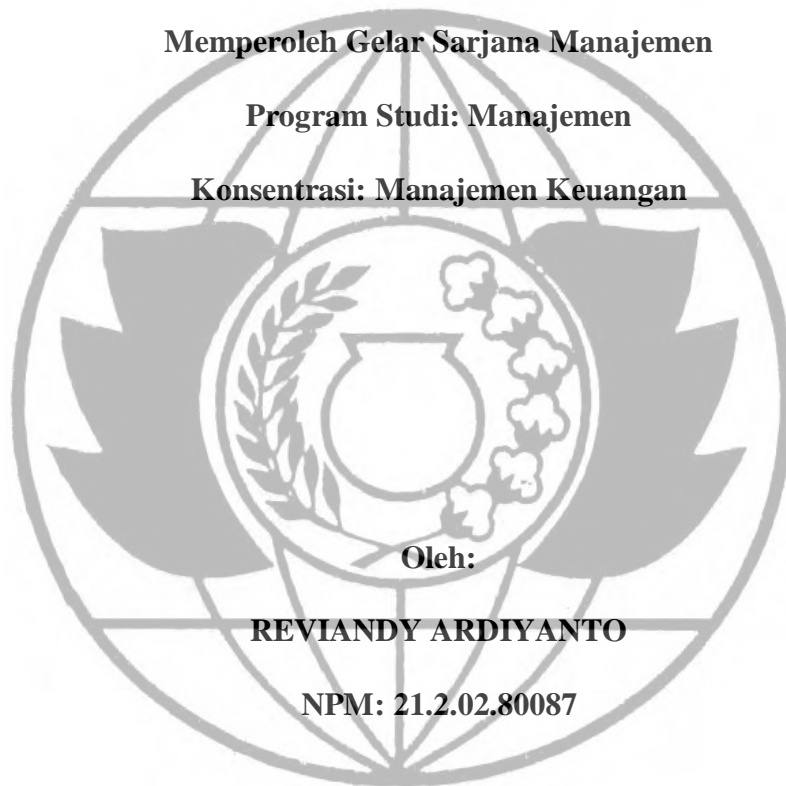 Memperoleh Gelar Sarjana Manajemen
Program Studi: Manajemen
Konsentrasi: Manajemen Keuangan
Oleh:
REVIANDY ARDIYANTO
NPM: 21.2.02.80087